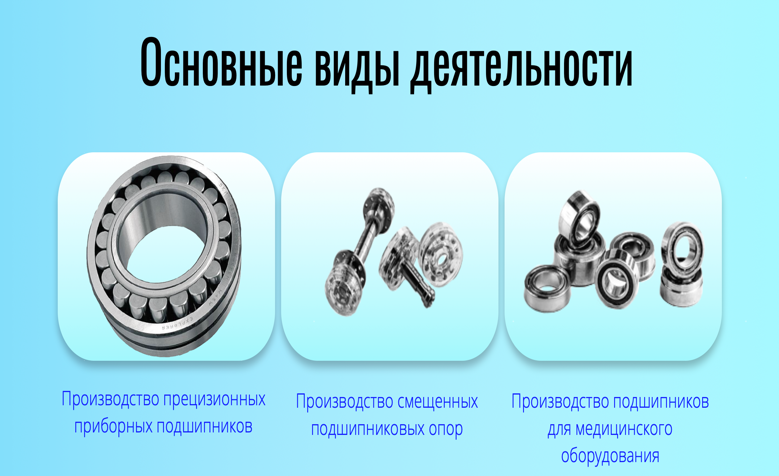 Основные виды деятельности
Производство прецизионных
приборных подшипников
Производство смещенных
подшипниковых опор
Производство подшипников
для медицинского
оборудования